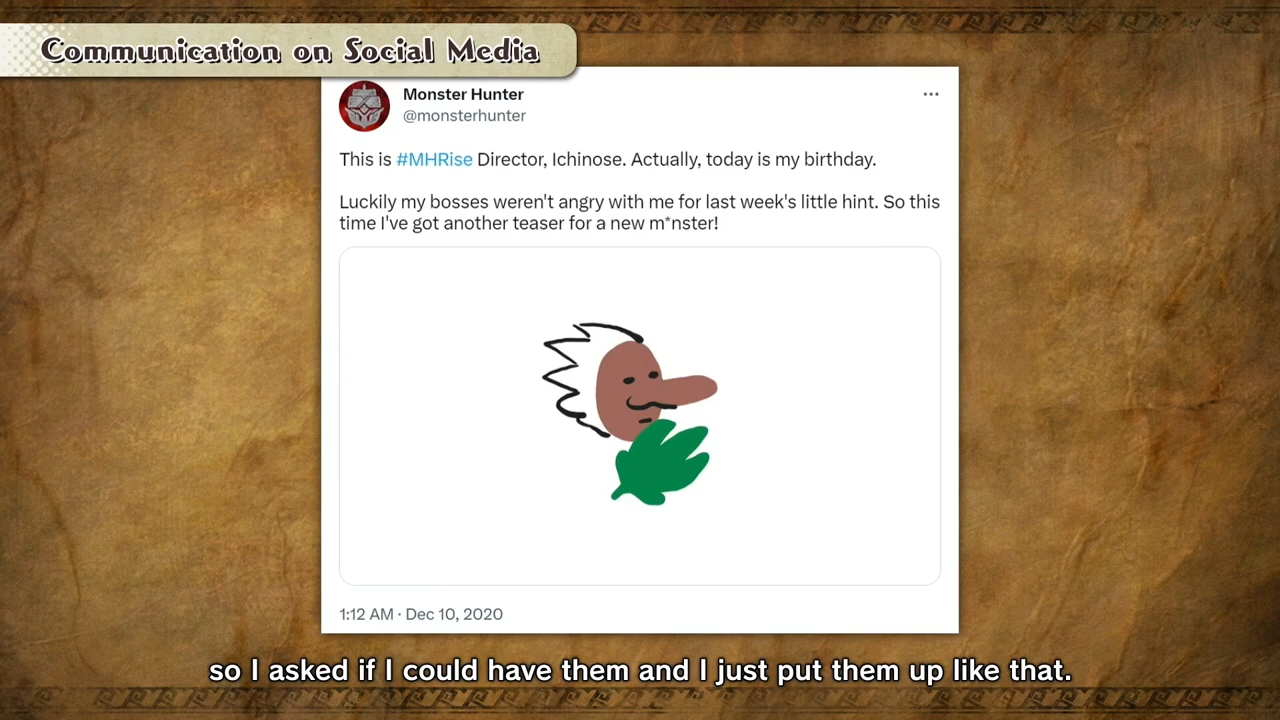 Communication on Social Media
Monster Hunter
@monsterhunter
This is #MHRise Director, Ichinose. Actually, today is my birthday.
Luckily my bosses weren't angry with me for last week's little hint. So this
time I've got another teaser for a new m*nster!
1:12 AM · Dec 10, 2020
so I asked if I could have them and I just put them up like that.